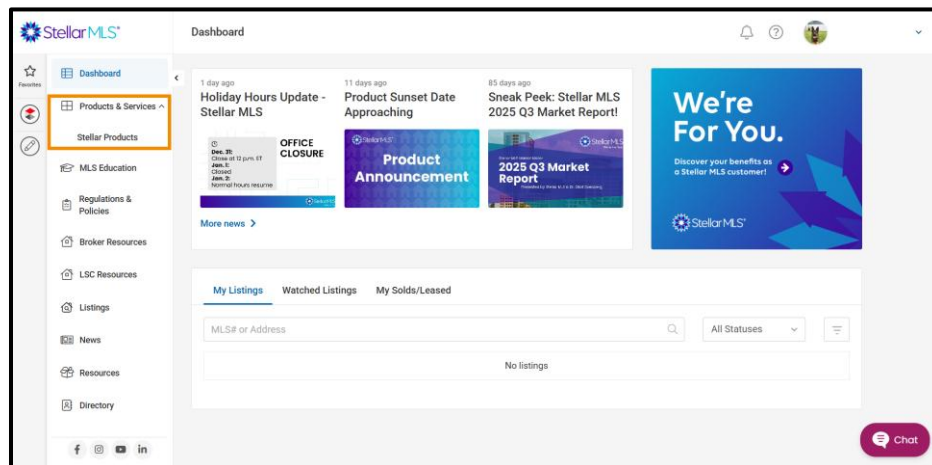 StellarMLS
Dashboard
Favorites
Dashboard
Products & Services
Stellar Products
MLS Education
Regulations &
Policies
Broker Resources
LSC Resources
Listings
News
Resources
Directory
1 day ago
Holiday Hours Update -
Stellar MLS
Dec. 31:
Close at 12 p.m. ET
Jan. 1:
Closed
Jan. 2:
Normal hours resume
OFFICE
CLOSURE
11 days ago
Product Sunset Date
Approaching
StellarMLS
Product
Announcement
85 days ago
Sneak Peek: Stellar MLS
2025 Q3 Market Report!
StellarMLS
2025 Q3 Market
Report
More news
We're
For You.
Discover your benefits as
a Stellar MLS customer!
StellarMLS
My Listings Watched Listings My Solds/Leased
MLS# or Address
All Statuses
No listings
Chat